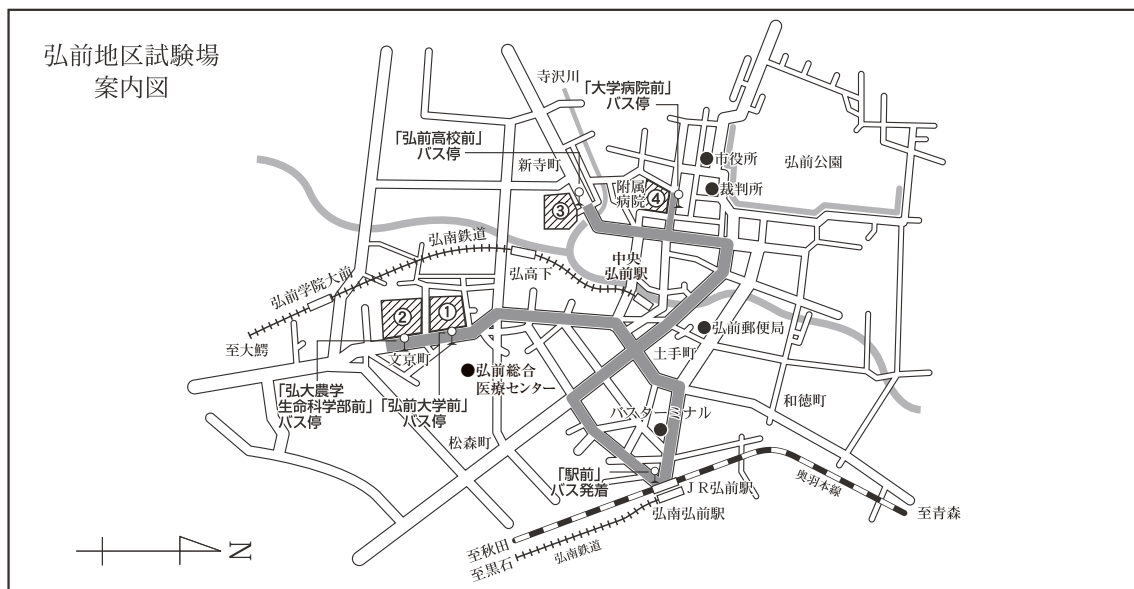 弘前地区試験場
案内図
寺沢川
「大学病院前」
バス停
「弘前高校前」
バス停
新寺町
市役所
弘前公園
裁判所
附属
病院
④
③
弘南鉄道
中央
弘前駅
弘高下
弘前学院大前
②
①
弘前郵便局
至大鰐
土手町
文京町
弘前総合
医療センター
「弘大農学
生命科学部前」
バス停
「弘前大学前」
バス停
和徳町
バスターミナル
松森町
「駅前」
バス発着
JR弘前駅
奥羽本線
弘南弘前駅
至青森
至秋田
至黒石
弘南鉄道
N